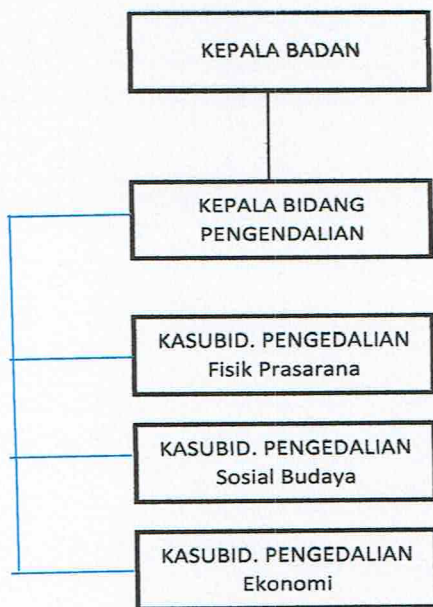 KEPALA BADAN
KEPALA BIDANG
PENGENDALIAN
KASUBID. PENGEDALIAN
Fisik Prasarana
KASUBID. PENGEDALIAN
Sosial Budaya
KASUBID. PENGEDALIAN
Ekonomi